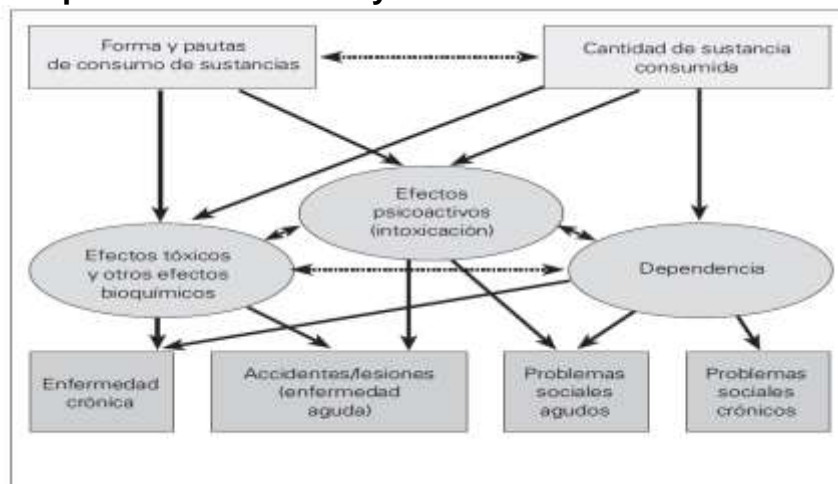 Forma y pautas
de consumo de sustancias
Cantidad de sustancia
consumida
Efectos
psicoactivos
(intoxicación)
Efectos tóxicos
y otros efectos
bioquímicos
Dependencia
Enfermedad
crónica
Accidentes/lesiones
(enfermedad
aguda)
Problemas
sociales
agudos
Problemas
sociales
crónicos